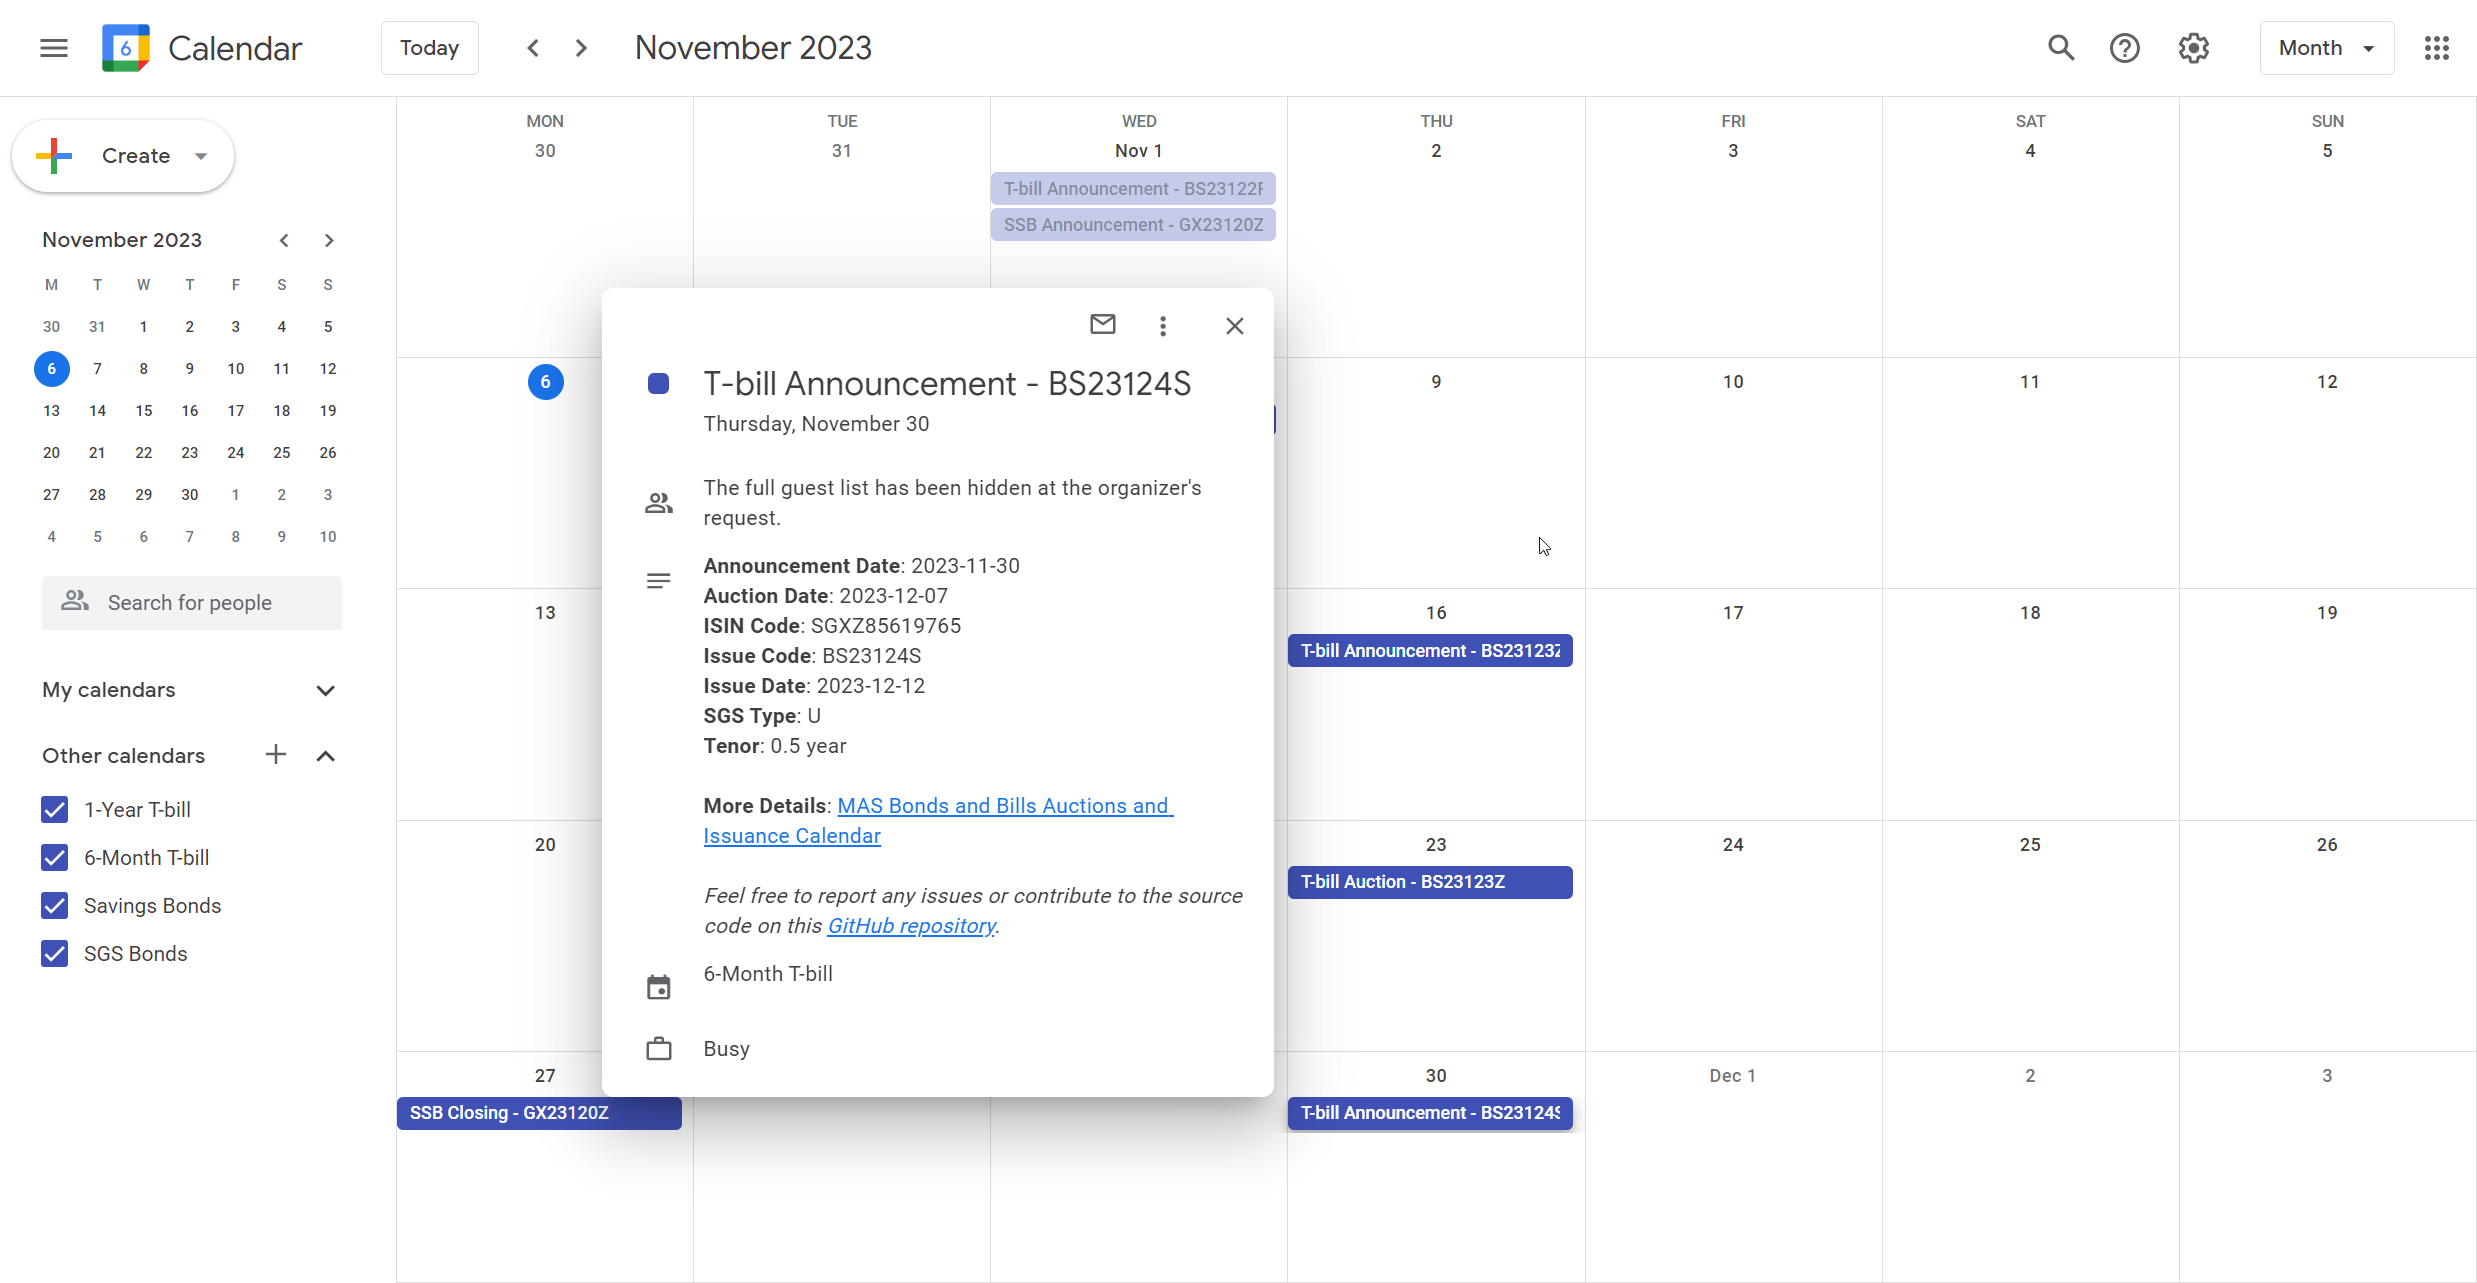 6
Calendar
Today
November 2023
Month
Create
November 2023
M T W T F S S
30 31 1 2 3 4 5
6 7 8 9 10 11 12
13 14 15 16 17 18 19
20 21 22 23 24 25 26
27 28 29 30 1 2 3
4 5 6 7 8 9 10
Search for people
My calendars
Other calendars
1-Year T-bill
6-Month T-bill
Savings Bonds
SGS Bonds
MON TUE WED THU FRI SAT SUN
30 31 Nov 1 2 3 4 5
T-bill Announcement - BS23122F
SSB Announcement - GX23120Z
6 9 10 11 12
13 16 17 18 19
T-bill Announcement - BS23123Z
20 23 24 25 26
T-bill Auction - BS23123Z
27 30 Dec 1 2 3
SSB Closing - GX23120Z
T-bill Announcement - BS23124S
T-bill Announcement - BS23124S
Thursday, November 30
The full guest list has been hidden at the organizer's
request.
Announcement Date: 2023-11-30
Auction Date: 2023-12-07
ISIN Code: SGXZ85619765
Issue Code: BS23124S
Issue Date: 2023-12-12
SGS Type: U
Tenor: 0.5 year
More Details: MAS Bonds and Bills Auctions and
Issuance Calendar
Feel free to report any issues or contribute to the source
code on this GitHub repository.
6-Month T-bill
Busy